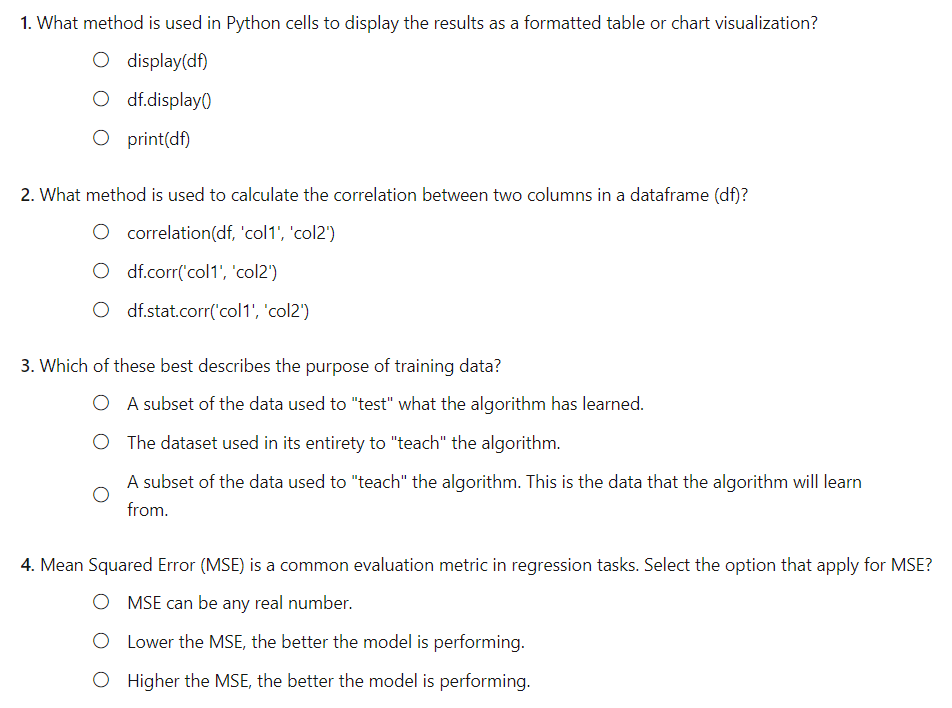 1. What method is used in Python cells to display the results as a formatted table or chart visualization?
display(df)
df.display()
print(df)
2. What method is used to calculate the correlation between two columns in a dataframe (df)?
correlation(df, 'col1', 'col2')
df.corr('col1', 'col2')
df.stat.corr('col1', 'col2')
3. Which of these best describes the purpose of training data?
A subset of the data used to "test" what the algorithm has learned.
The dataset used in its entirety to "teach" the algorithm.
A subset of the data used to "teach" the algorithm. This is the data that the algorithm will learn
from.
4. Mean Squared Error (MSE) is a common evaluation metric in regression tasks. Select the option that apply for MSE?
MSE can be any real number.
Lower the MSE, the better the model is performing.
Higher the MSE, the better the model is performing.